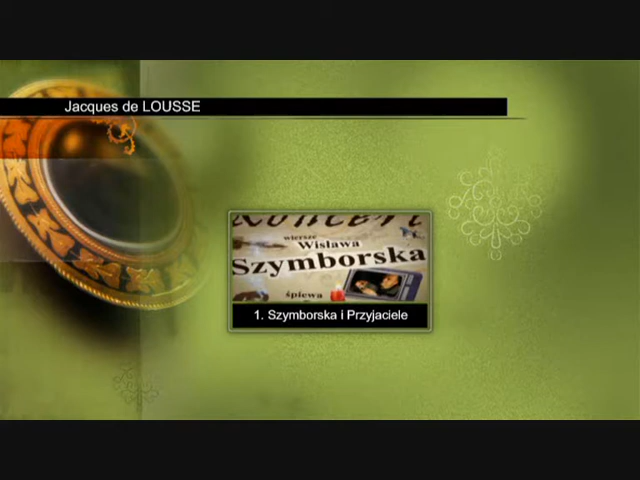 Jacques de LOUSSE
Koncert
wiersze
Wisława
Szymborska
śpiewa
1. Szymborska i Przyjaciele